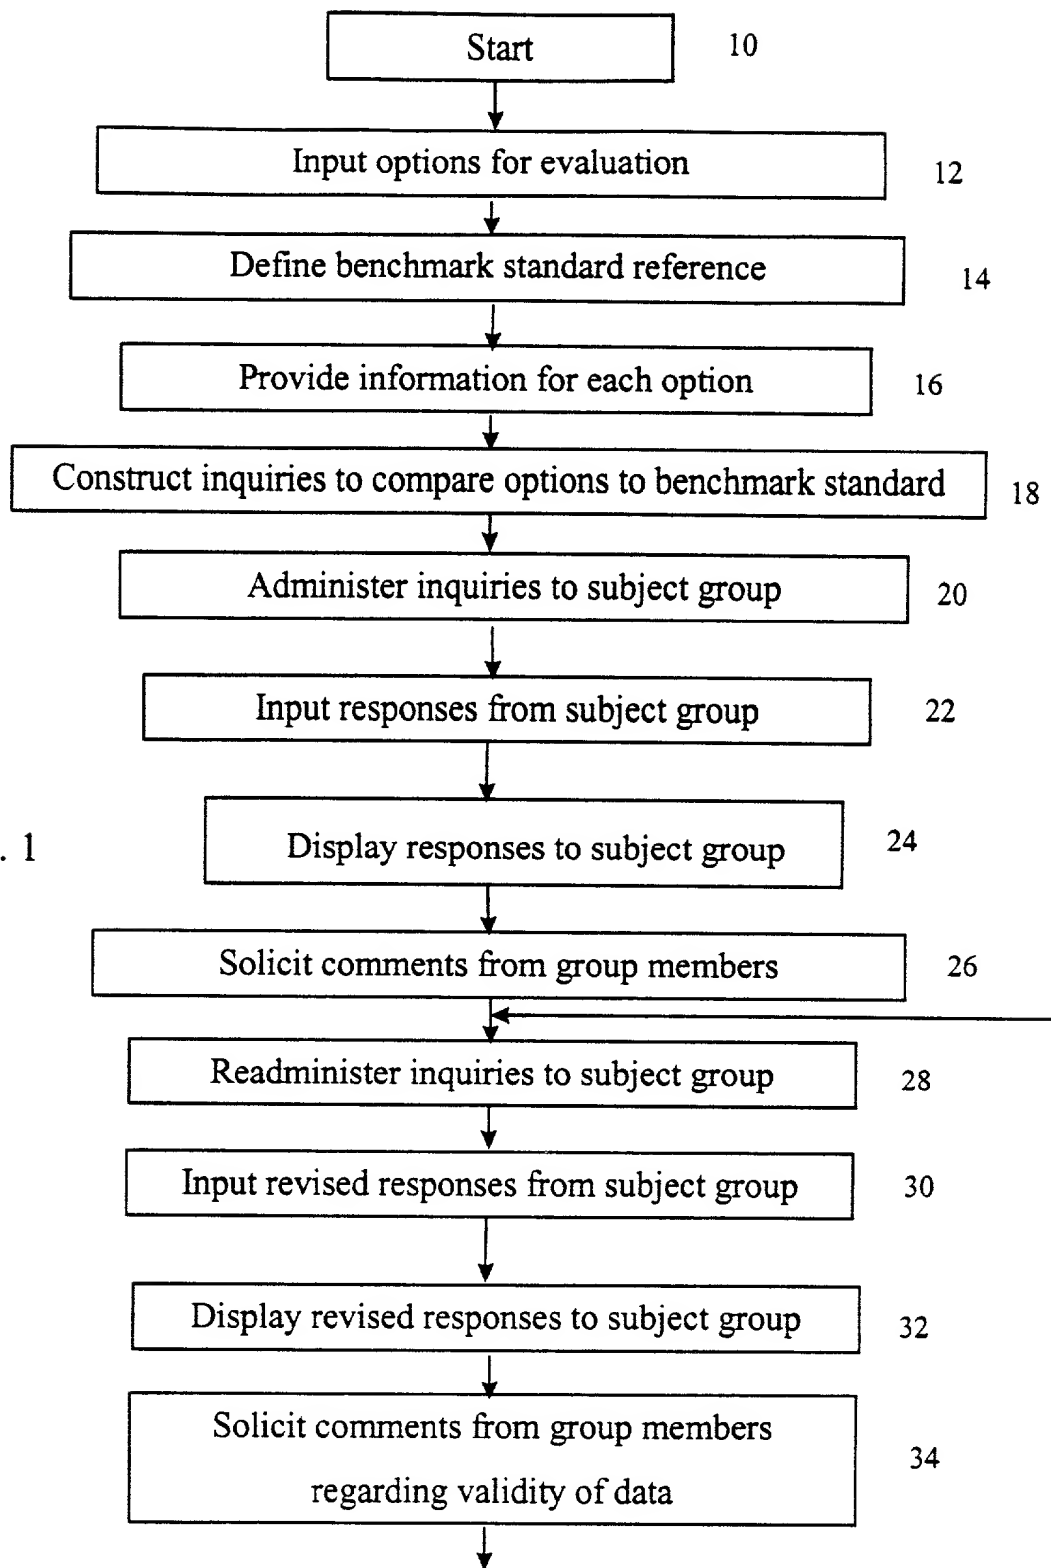 Start 10
Input options for evaluation 12
Define benchmark standard reference 14
Provide information for each option 16
Construct inquiries to compare options to benchmark standard 18
Administer inquiries to subject group 20
Input responses from subject group 22
. 1
Display responses to subject group 24
Solicit comments from group members 26
Readminister inquiries to subject group 28
Input revised responses from subject group 30
Display revised responses to subject group 32
Solicit comments from group members
regarding validity of data
34